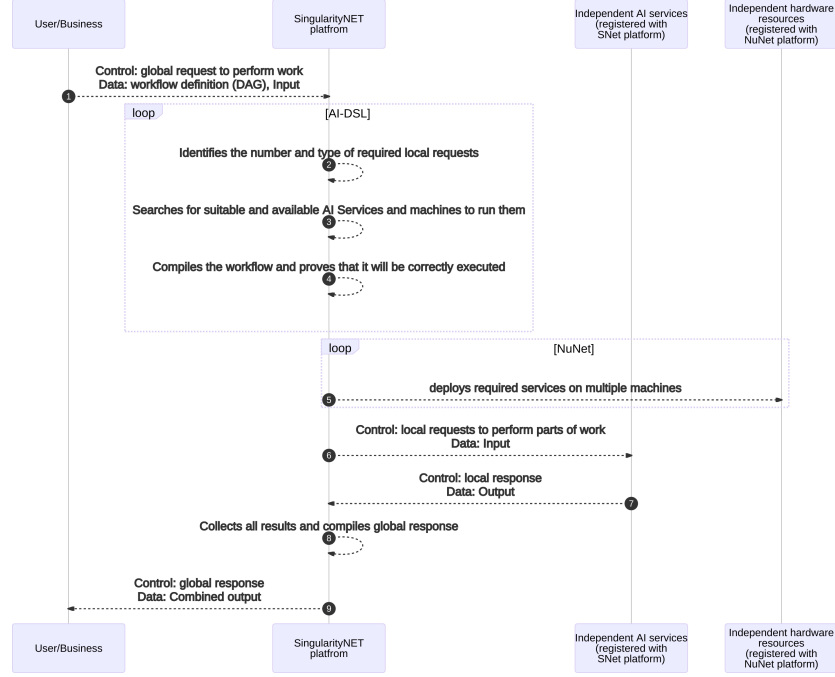 User/Business
SingularityNET
platfrom
Independent AI services
(registered with
SNet platform)
Independent hardware
resources
(registered with
NuNet platform)
Control: global request to perform work
Data: workflow definition (DAG), Input
1
loop
[AI-DSL]
Identifies the number and type of required local requests
2
Searches for suitable and available AI Services and machines to run them
3
Compiles the workflow and proves that it will be correctly executed
4
loop
[NuNet]
deploys required services on multiple machines
5
Control: local requests to perform parts of work
Data: Input
6
Control: local response
Data: Output
7
Collects all results and compiles global response
8
Control: global response
Data: Combined output
9
User/Business
SingularityNET
platfrom
Independent AI services
(registered with
SNet platform)
Independent hardware
resources
(registered with
NuNet platform)